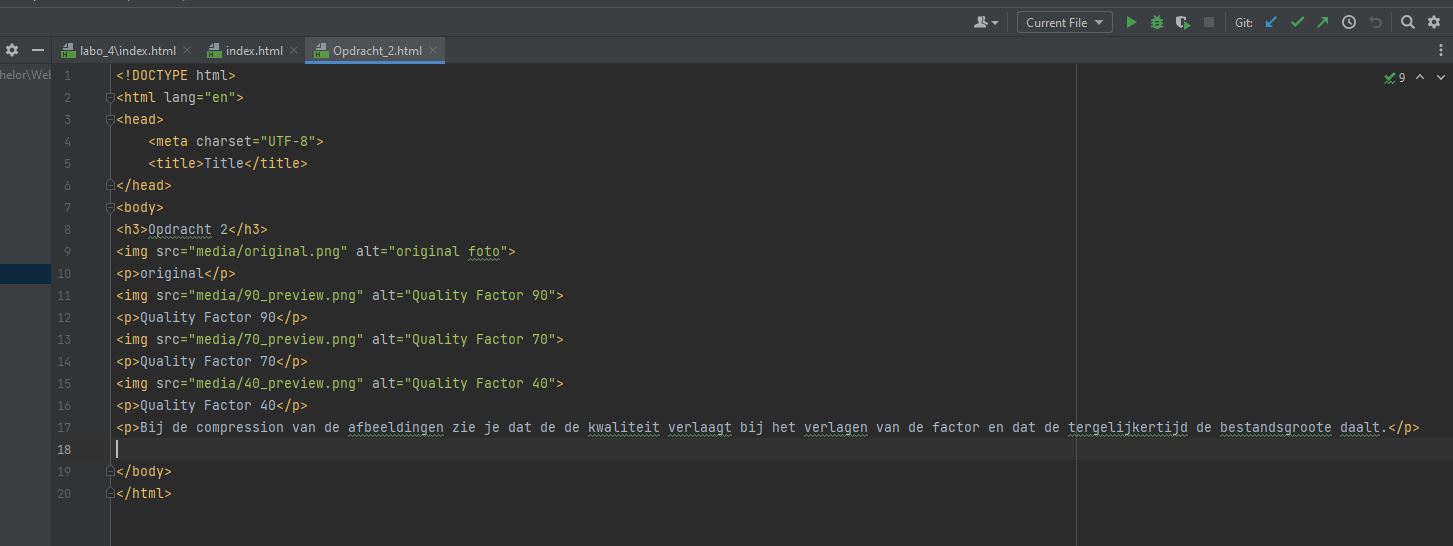 Current File
Git:
labo_4\index.html
index.html
Opdracht_2.html
helor\Web
9
1 <!DOCTYPE html>
2 <html lang="en">
3 <head>
4 <meta charset="UTF-8">
5 <title>Title</title>
6 </head>
7 <body>
8 <h3>Opdracht 2</h3>
9 <img src="media/original.png" alt="original foto">
10 <p>original</p>
11 <img src="media/90_preview.png" alt="Quality Factor 90">
12 <p>Quality Factor 90</p>
13 <img src="media/70_preview.png" alt="Quality Factor 70">
14 <p>Quality Factor 70</p>
15 <img src="media/40_preview.png" alt="Quality Factor 40">
16 <p>Quality Factor 40</p>
17 <p>Bij de compression van de afbeeldingen zie je dat de de kwaliteit verlaagt bij het verlagen van de factor en dat de tergelijkertijd de bestandsgroote daalt.</p>
18
19 </body>
20 </html>